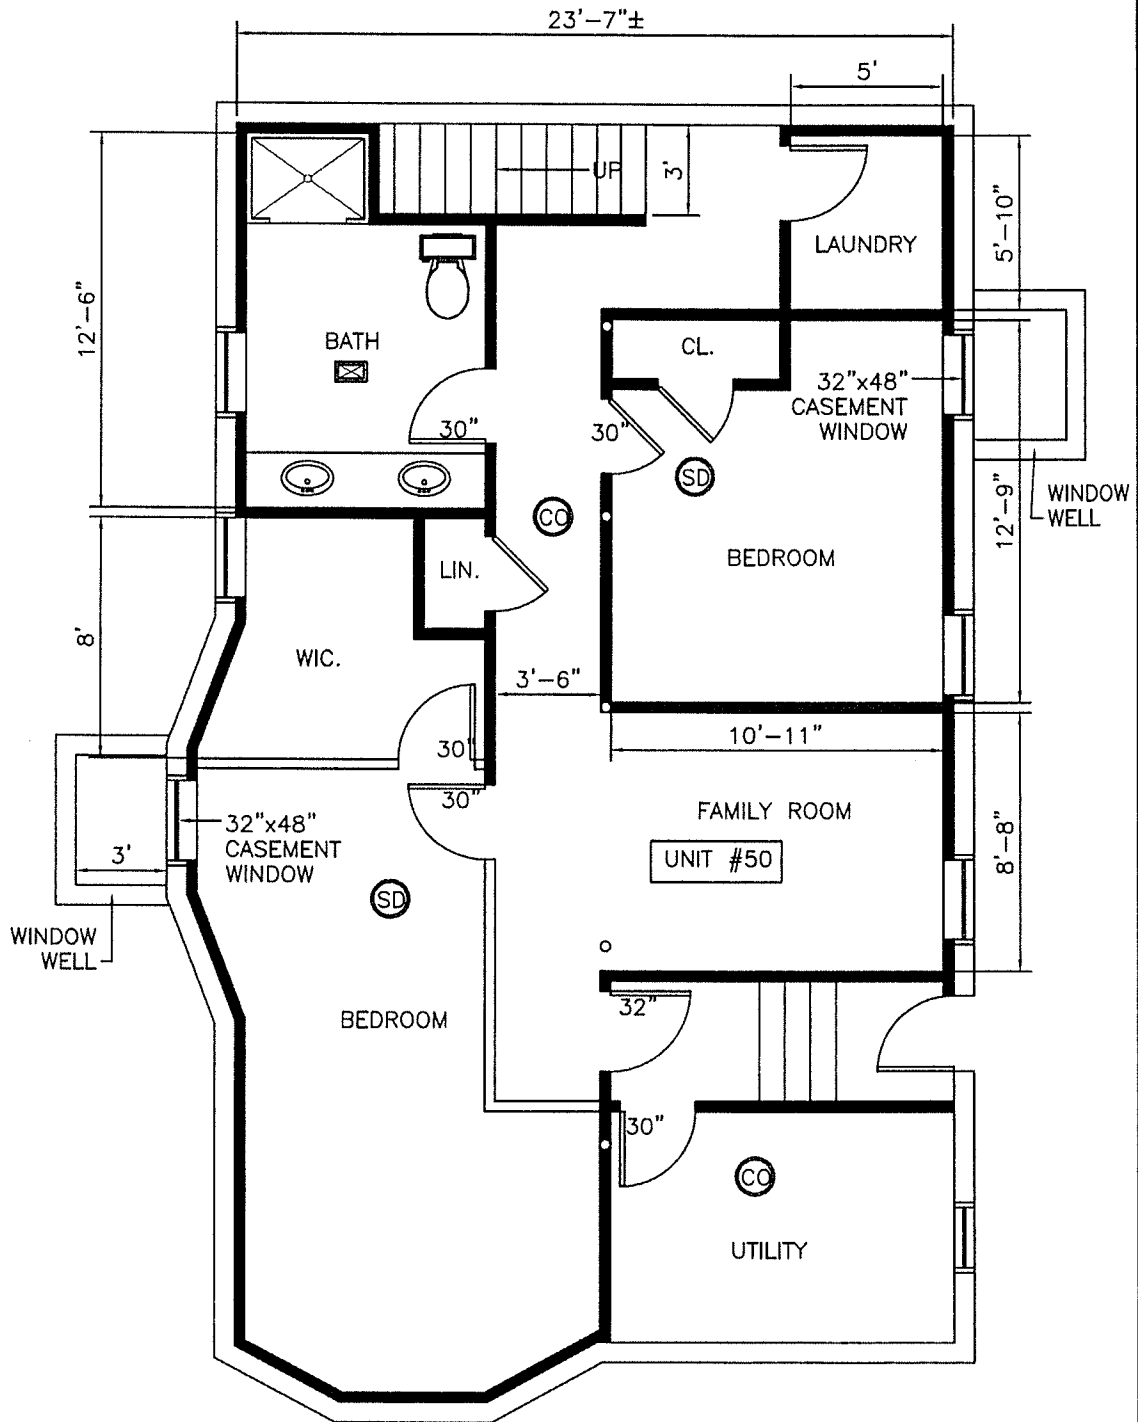 23'-7"±
5'
UP
3'
LAUNDRY
5'-10"
12'-6"
BATH
CL.
32"x48"
CASEMENT
WINDOW
30"
30"
SD
CO
WINDOW
WELL
12'-9"
BEDROOM
LIN.
8'
WIC.
3'-6"
10'-11"
30"
30"
FAMILY ROOM
UNIT #50
8'-8"
32"x48"
CASEMENT
WINDOW
3'
SD
WINDOW
WELL
BEDROOM
32"
30"
CO
UTILITY